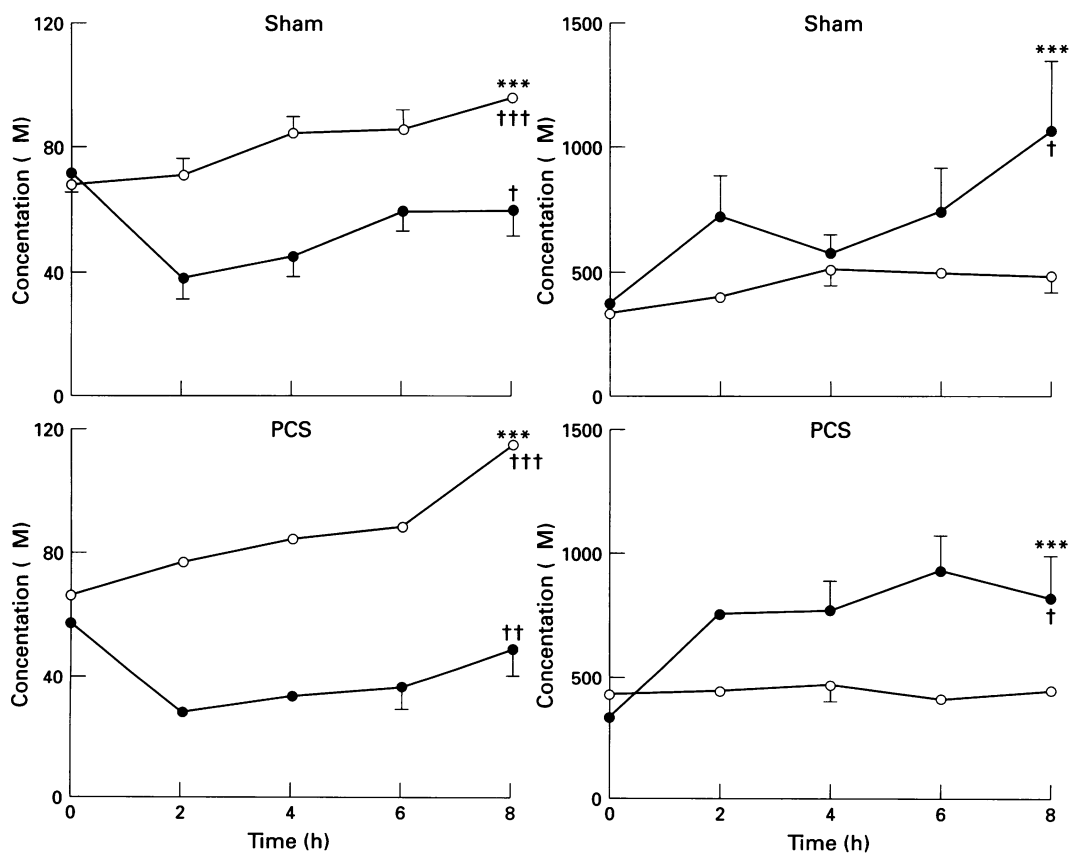 Sham
120
80
40
0
Concentation ( M)
***
†††
†
Sham
1500
1000
500
0
Concentation ( M)
***
†
PCS
120
80
40
0
Concentation ( M)
***
†††
††
0 2 4 6 8
Time (h)
PCS
1500
1000
500
0
Concentation ( M)
***
†
0 2 4 6 8
Time (h)